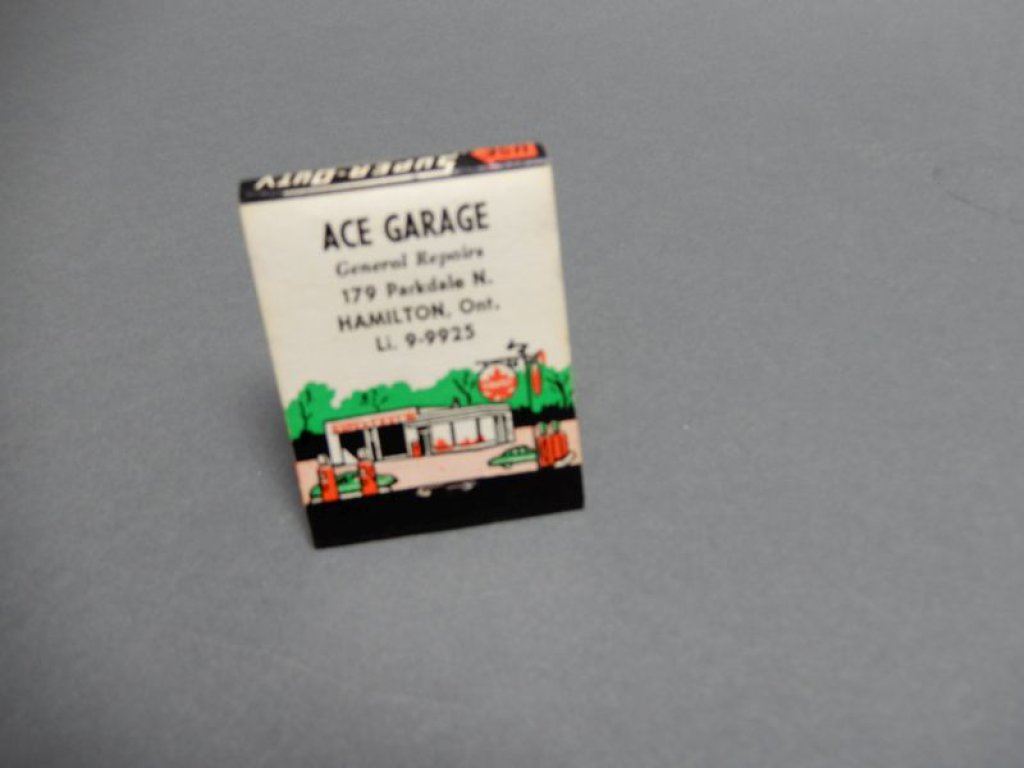 SUPER-DUTY
ACE GARAGE
General Repairs
179 Parkdale N.
HAMILTON, Ont.
Li. 9-9925